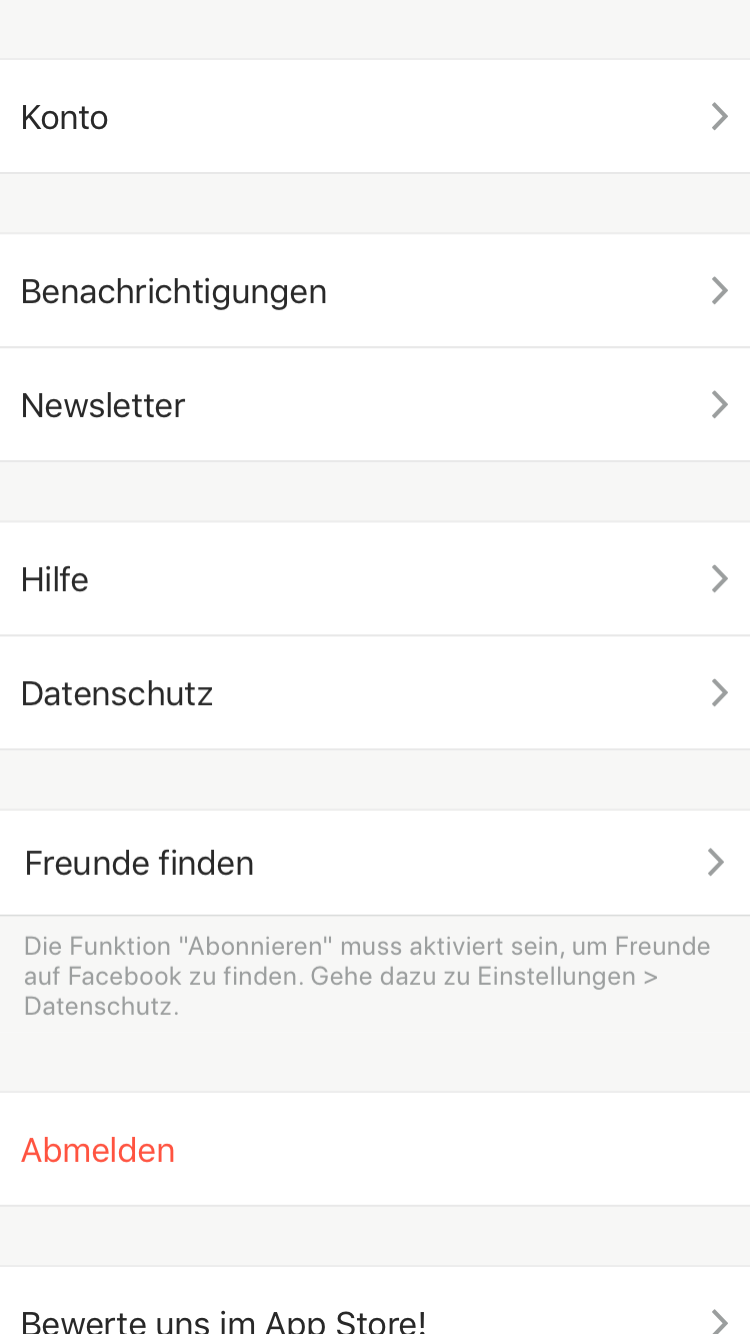 Konto
Benachrichtigungen
Newsletter
Hilfe
Datenschutz
Freunde finden
Die Funktion "Abonnieren" muss aktiviert sein, um Freunde
auf Facebook zu finden. Gehe dazu zu Einstellungen >
Datenschutz.
Abmelden
Bewerte uns im App Store!